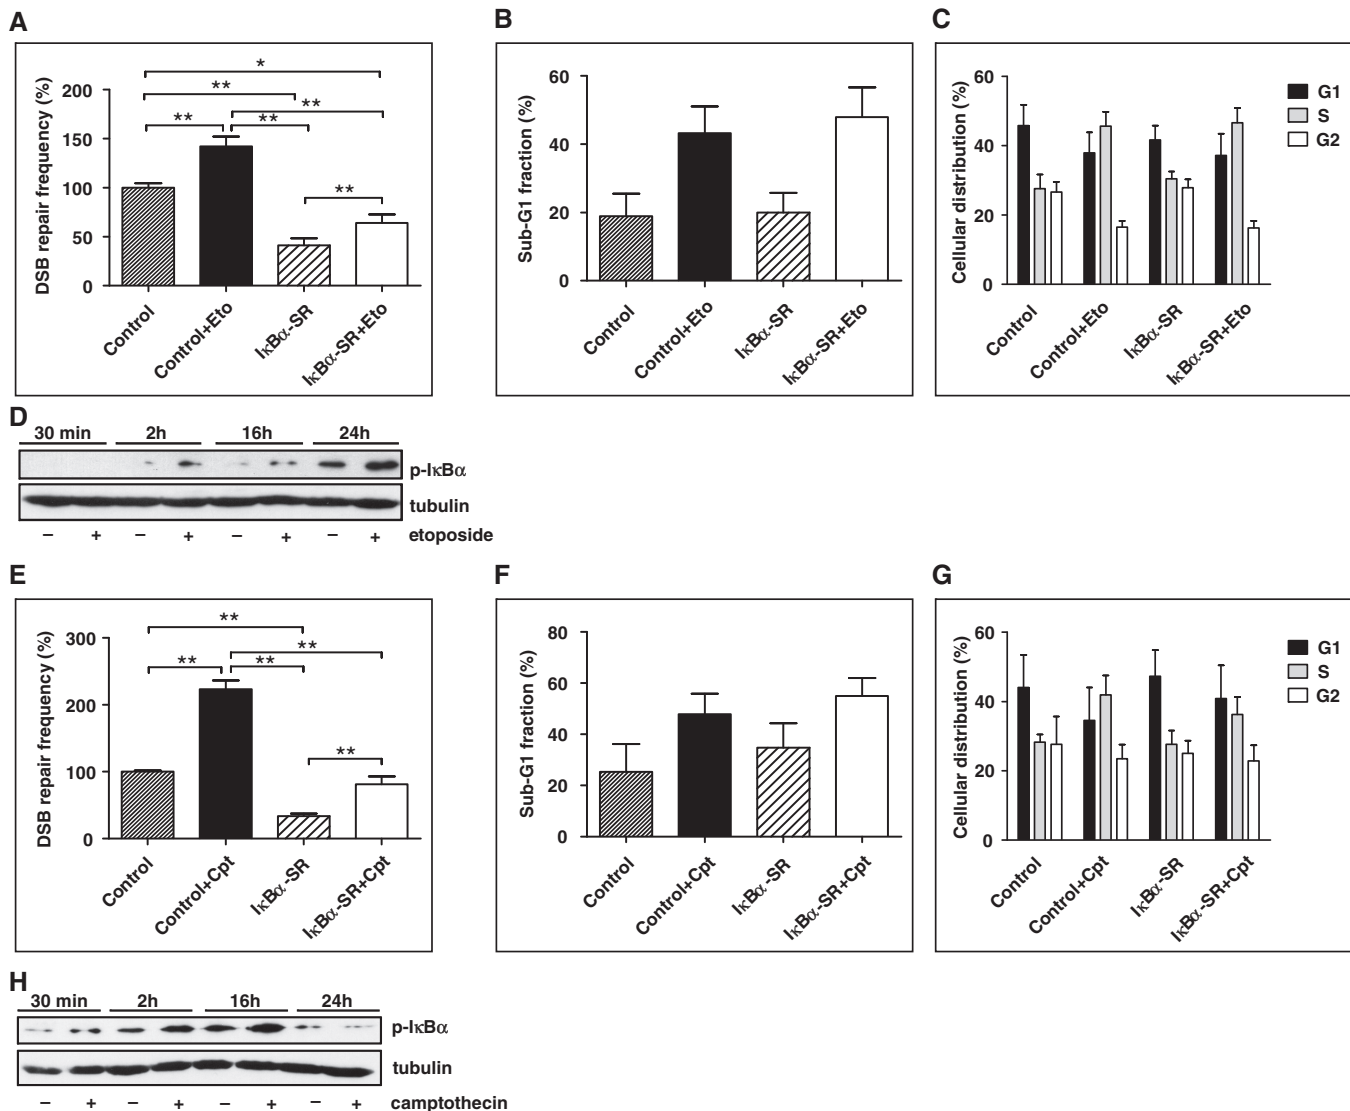 A
DSB repair frequency (%)
200
150
100
50
0
*
**
**
**
**
**
Control
Control+Eto
IκBα-SR
IκBα-SR+Eto
B
Sub-G1 fraction (%)
60
40
20
0
Control
Control+Eto
IκBα-SR
IκBα-SR+Eto
C
Cellular distribution (%)
60
40
20
0
Control
Control+Eto
IκBα-SR
IκBα-SR+Eto
G1
S
G2
D
30 min 2h 16h 24h
p-IκBα
tubulin
– + – + – + – + etoposide
E
DSB repair frequency (%)
300
200
100
0
**
**
**
**
**
Control
Control+Cpt
IκBα-SR
IκBα-SR+Cpt
F
Sub-G1 fraction (%)
80
60
40
20
0
Control
Control+Cpt
IκBα-SR
IκBα-SR+Cpt
G
Cellular distribution (%)
60
40
20
0
Control
Control+Cpt
IκBα-SR
IκBα-SR+Cpt
G1
S
G2
H
30 min 2h 16h 24h
p-IκBα
tubulin
– + – + – + – + camptothecin